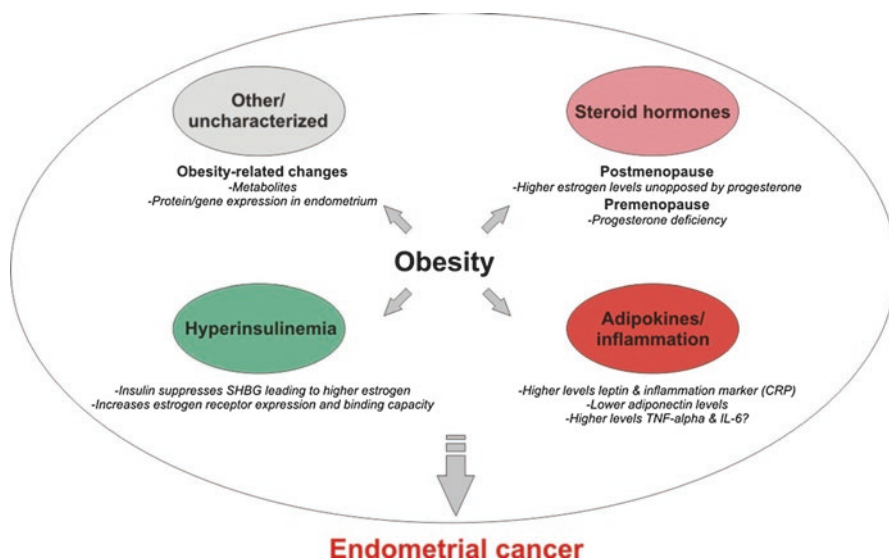 Other/
uncharacterized
Obesity-related changes
-Metabolites
-Protein/gene expression in endometrium
Steroid hormones
Postmenopause
-Higher estrogen levels unopposed by progesterone
Premenopause
-Progesterone deficiency
Obesity
Hyperinsulinemia
-Insulin suppresses SHBG leading to higher estrogen
-Increases estrogen receptor expression and binding capacity
Adipokines/
inflammation
-Higher levels leptin & inflammation marker (CRP)
-Lower adiponectin levels
-Higher levels TNF-alpha & IL-6?
Endometrial cancer